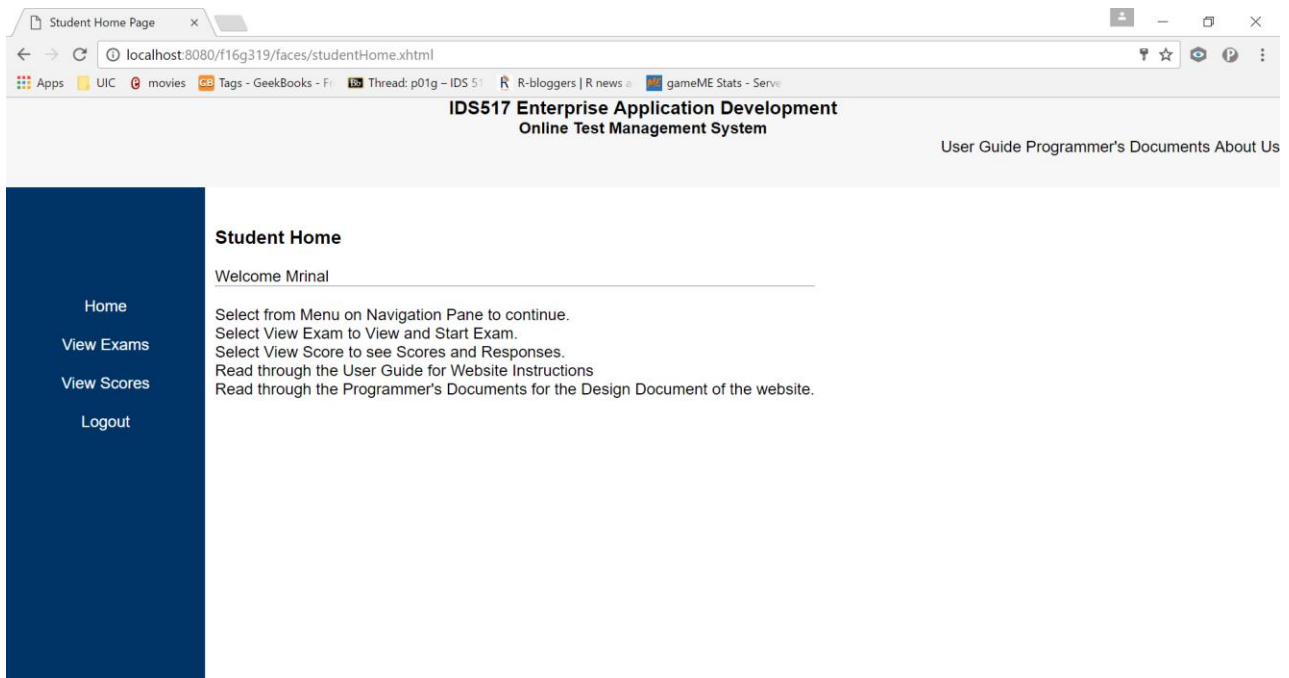 Student Home Page
localhost:8080/f16g319/faces/studentHome.xhtml
Apps UIC movies Tags - GeekBooks - Thread: p01g – IDS R-bloggers | R news gameME Stats -
IDS517 Enterprise Application Development
Online Test Management System
User Guide Programmer's Documents About Us
Student Home
Welcome Mrinal
Home
View Exams
View Scores
Logout
Select from Menu on Navigation Pane to continue.
Select View Exam to View and Start Exam.
Select View Score to see Scores and Responses.
Read through the User Guide for Website Instructions
Read through the Programmer's Documents for the Design Document of the website.